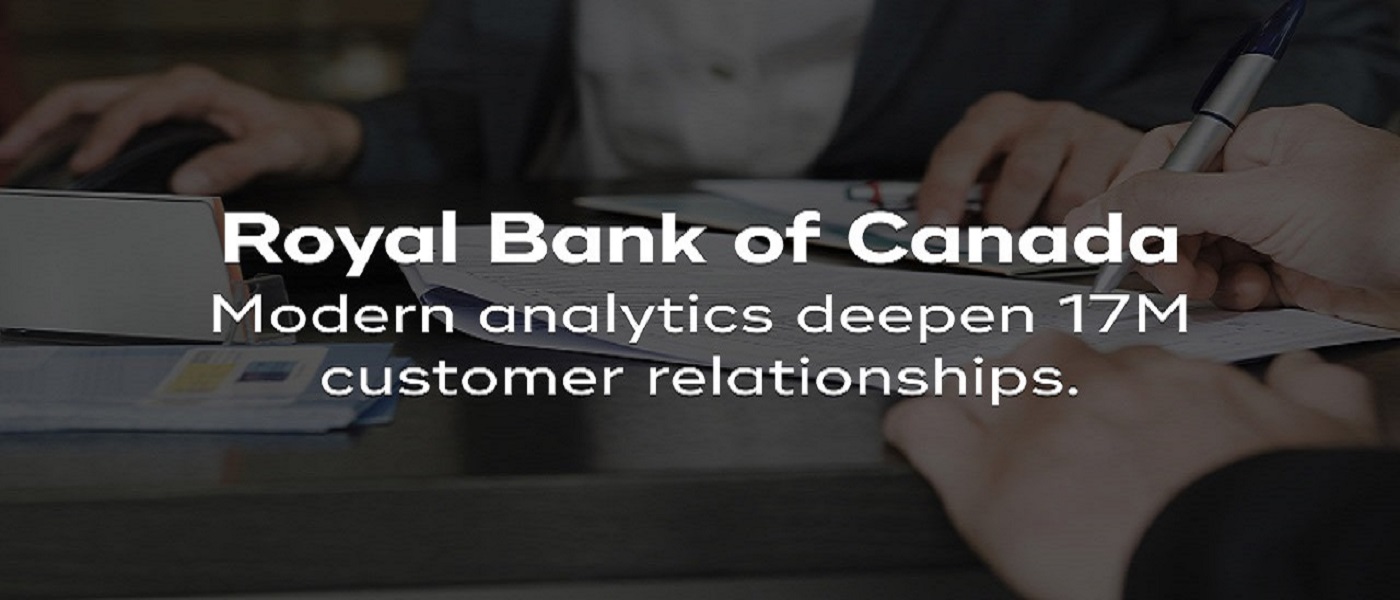 Royal Bank of Canada
Modern analytics deepen 17M
customer relationships.